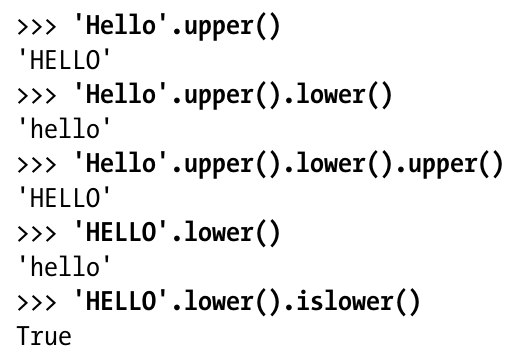 >>> 'Hello'.upper()
'HELLO'
>>> 'Hello'.upper().lower()
'hello'
>>> 'Hello'.upper().lower().upper()
'HELLO'
>>> 'HELLO'.lower()
'hello'
>>> 'HELLO'.lower().islower()
True